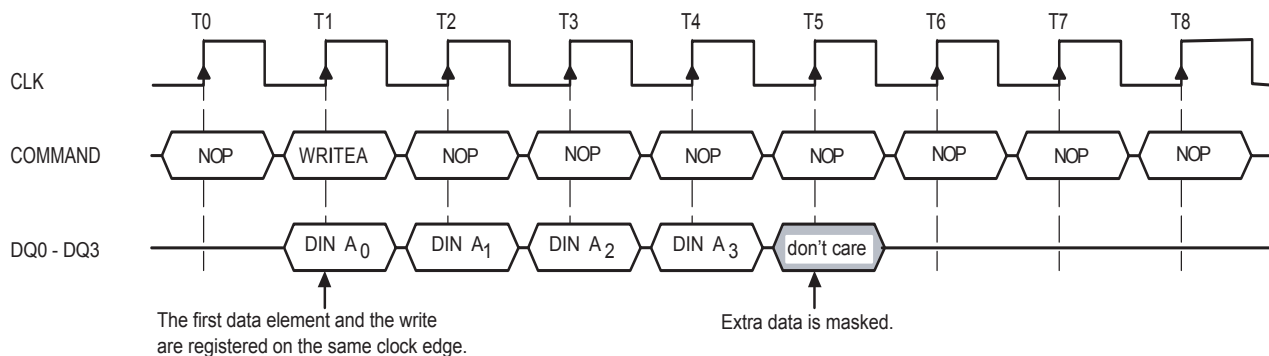 T0 T1 T2 T3 T4 T5 T6 T7 T8
CLK
COMMAND NOP WRITEA NOP NOP NOP NOP NOP NOP NOP
DQ0 - DQ3 DIN A0 DIN A1 DIN A2 DIN A3 don't care
The first data element and the write
are registered on the same clock edge.
Extra data is masked.